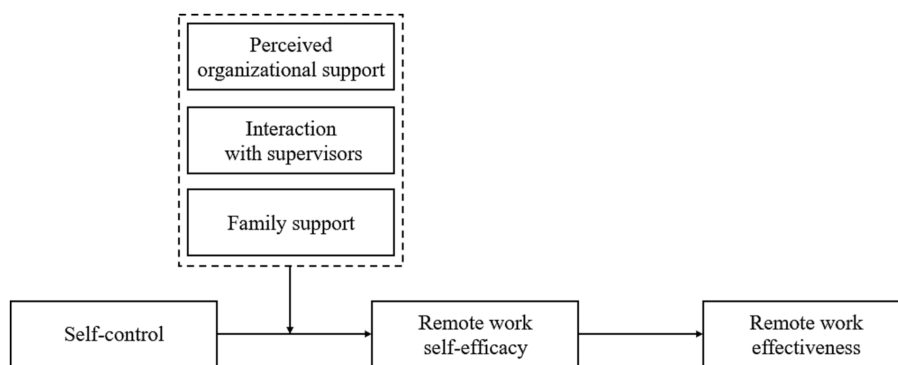 Perceived
organizational support
Interaction
with supervisors
Family support
Self-control
Remote work
self-efficacy
Remote work
effectiveness